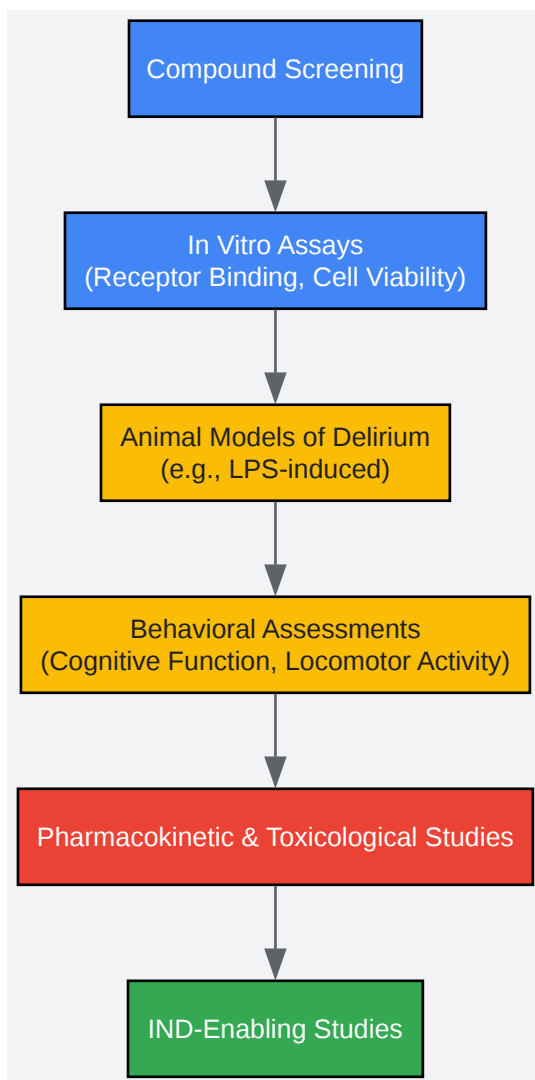 Compound Screening
In Vitro Assays
(Receptor Binding, Cell Viability)
Animal Models of Delirium
(e.g., LPS-induced)
Behavioral Assessments
(Cognitive Function, Locomotor Activity)
Pharmacokinetic & Toxicological Studies
IND-Enabling Studies